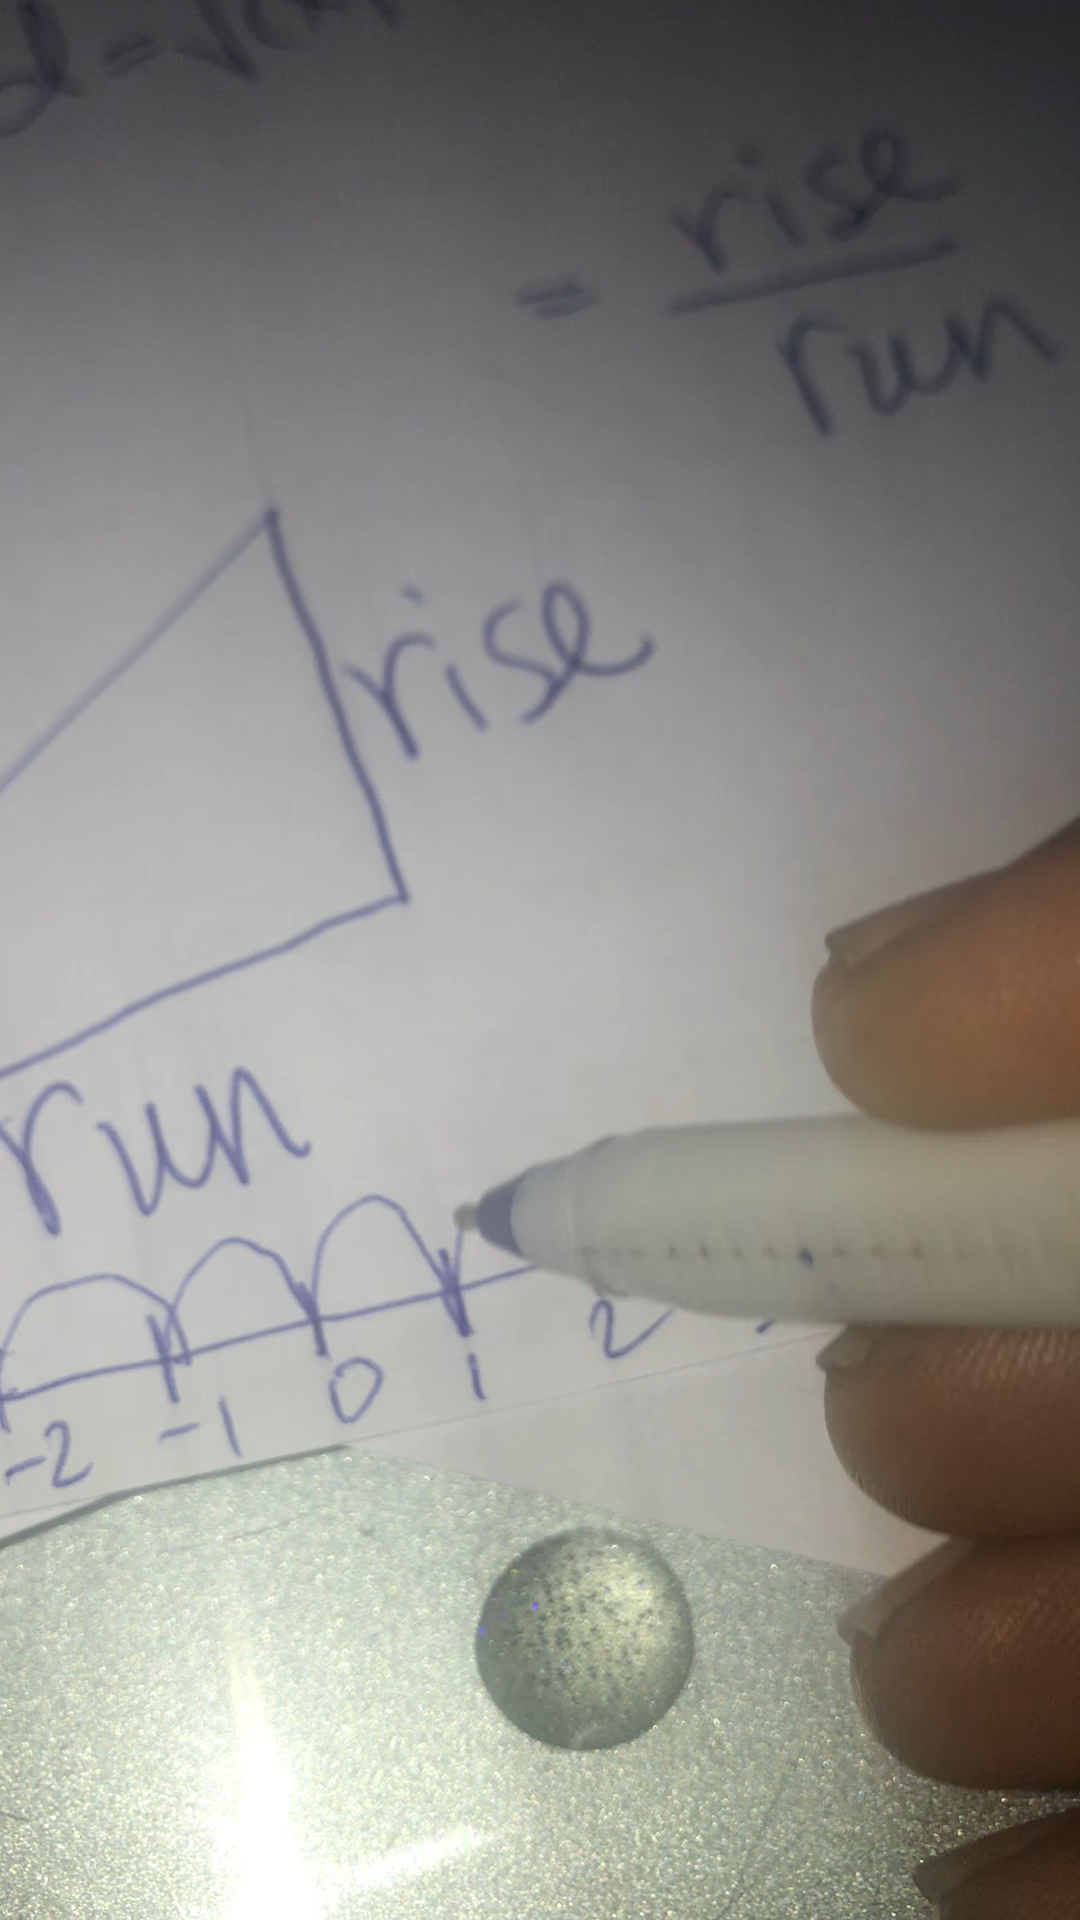 d = √(x
= rise
run
rise
run
-2 -1 0 1 2